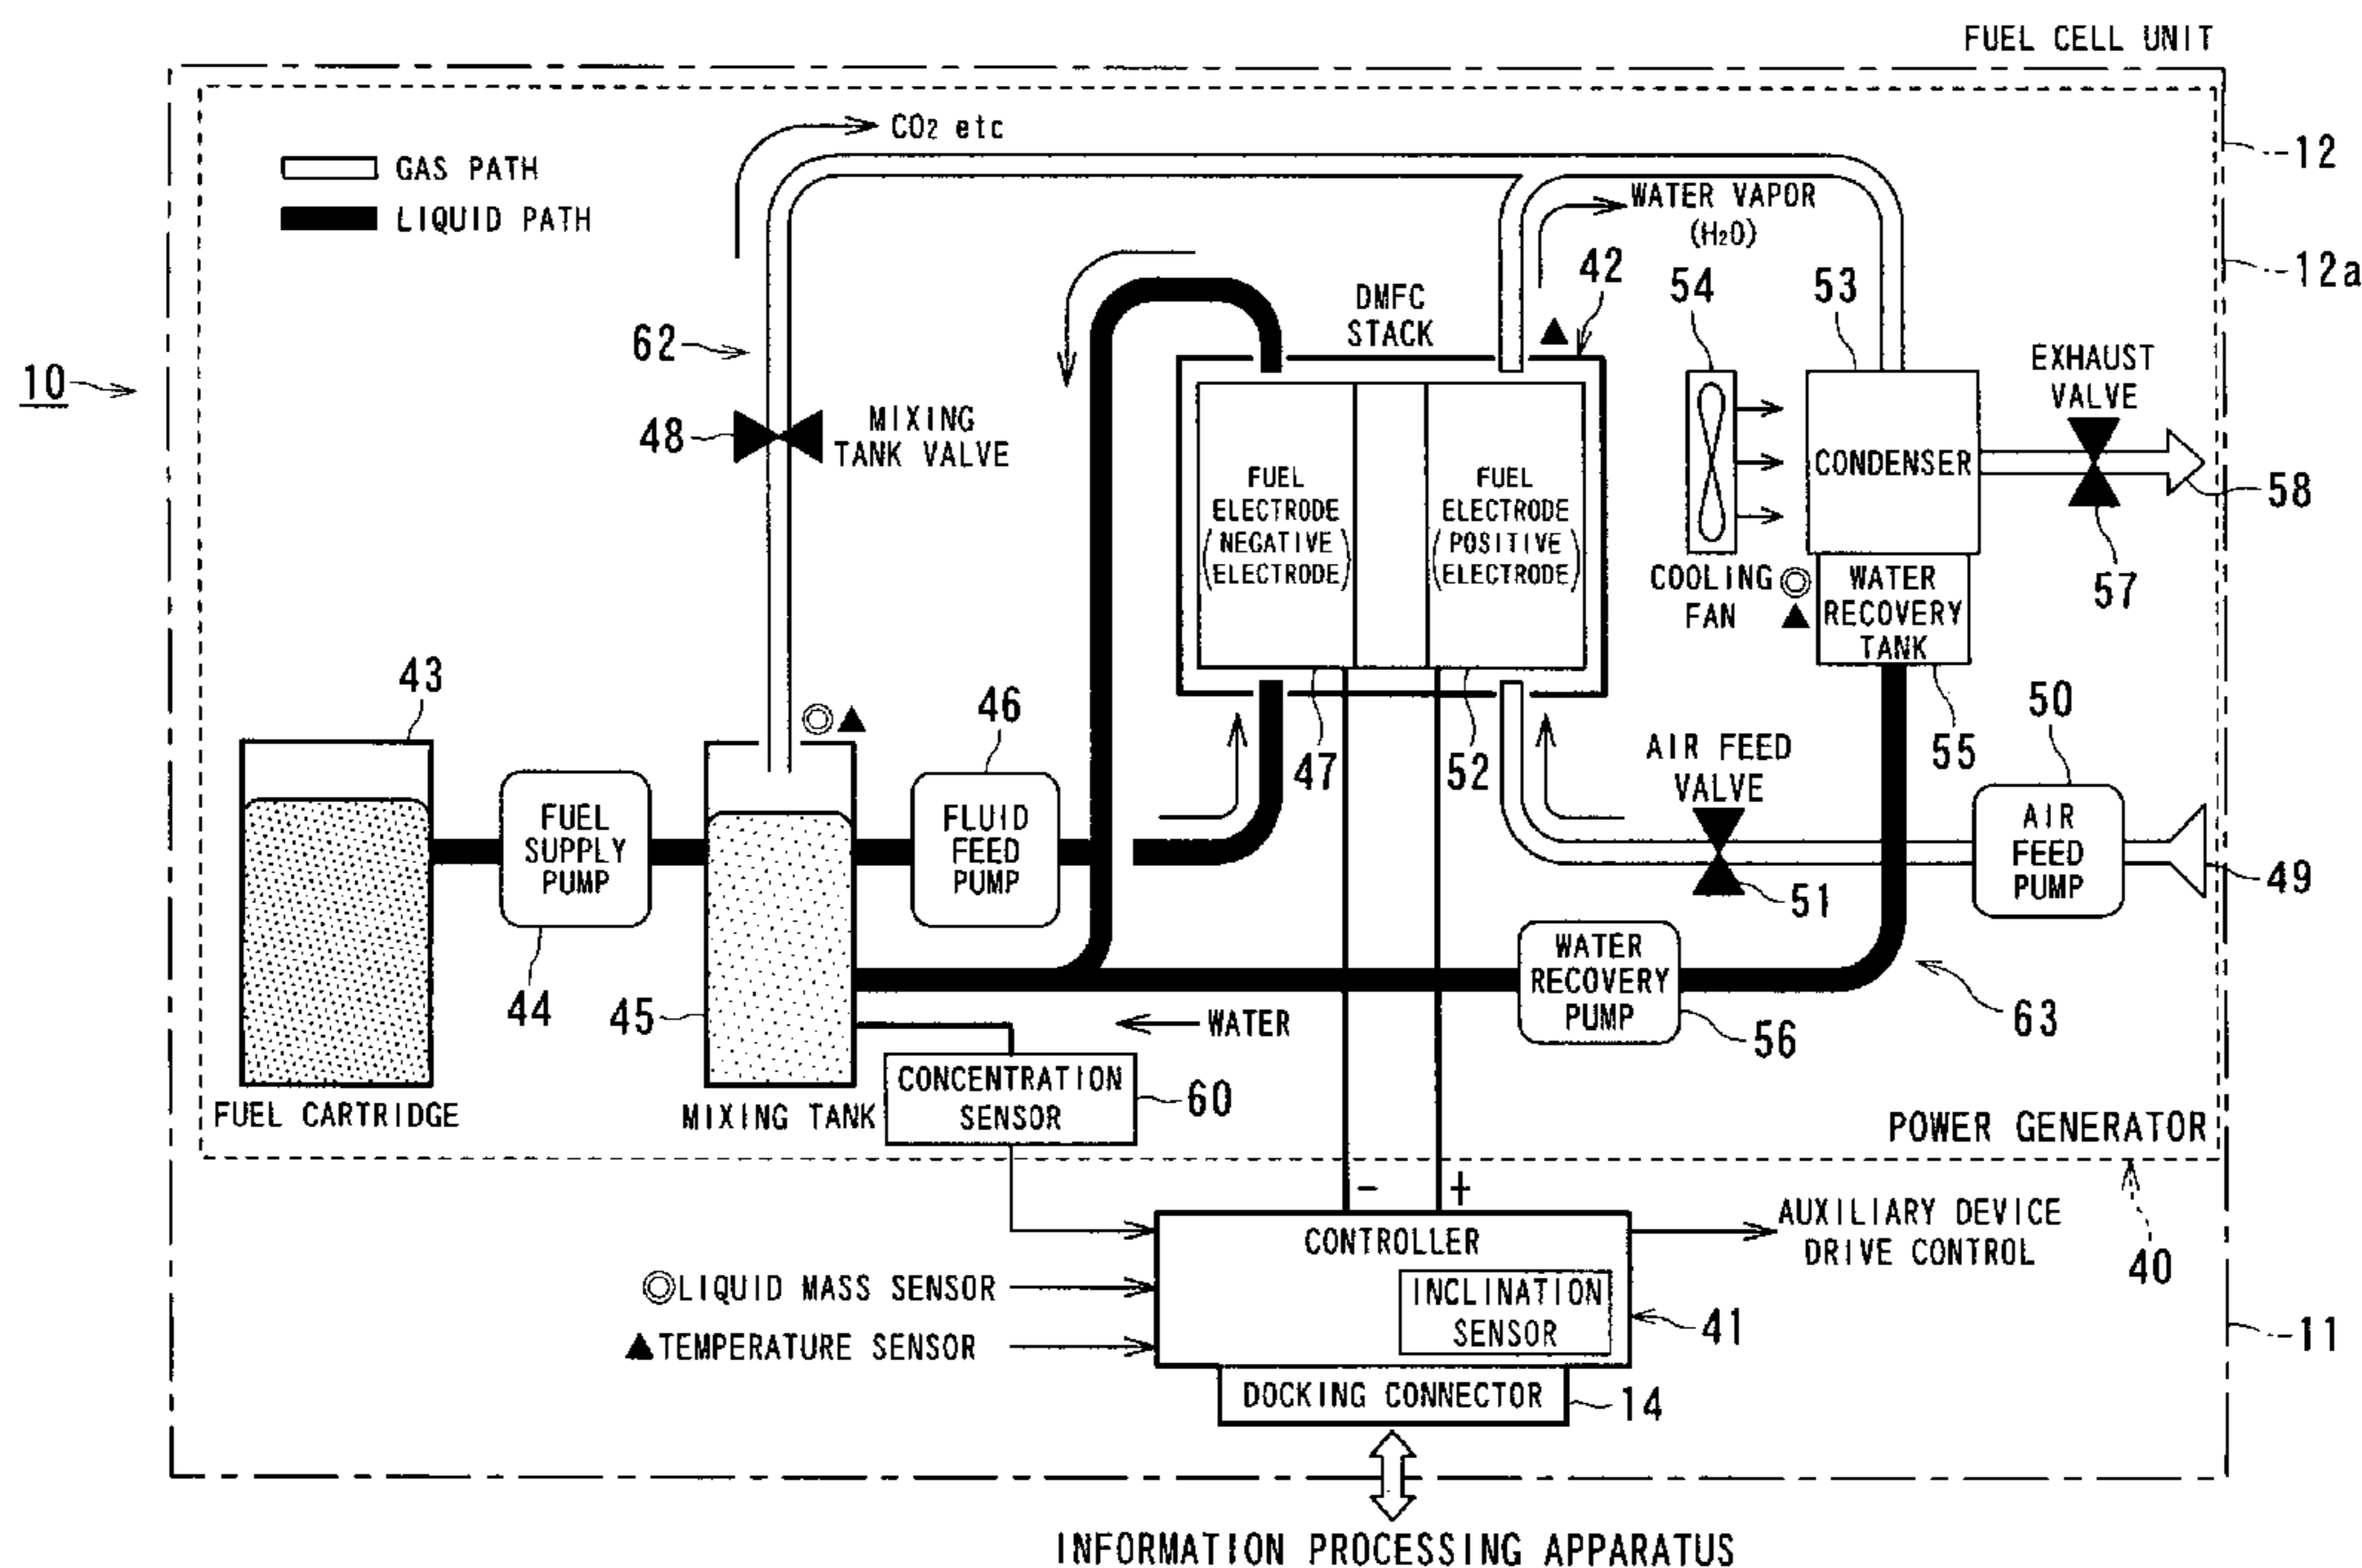 FUEL CELL UNIT
CO2 etc
12
GAS PATH
LIQUID PATH
WATER VAPOR
(H2O)
12a
42
54
53
DMFC
STACK
62
EXHAUST
VALVE
10
48
MIXING
TANK VALVE
FUEL
ELECTRODE
(NEGATIVE
ELECTRODE)
FUEL
ELECTRODE
(POSITIVE
ELECTRODE)
CONDENSER
58
COOLING
FAN
WATER
RECOVERY
TANK
57
43
46
50
47
52
AIR FEED
VALVE
55
FUEL
SUPPLY
PUMP
FLUID
FEED
PUMP
AIR
FEED
PUMP
49
51
44
45
WATER
RECOVERY
PUMP
WATER
56
63
CONCENTRATION
SENSOR
60
FUEL CARTRIDGE
MIXING TANK
POWER GENERATOR
- +
CONTROLLER
AUXILIARY DEVICE
DRIVE CONTROL
40
LIQUID MASS SENSOR
INCLINATION
SENSOR
41
11
TEMPERATURE SENSOR
DOCKING CONNECTOR
14
INFORMATION PROCESSING APPARATUS